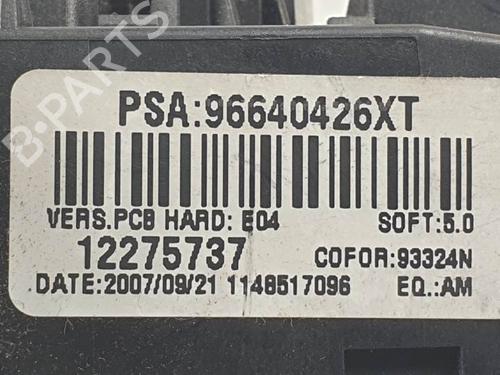 PSA:96640426XT
VERS.PCB HARD: E04 SOFT:5.0
12275737 COFOR:93324N
DATE:2007/09/21 1148517096 EQ.:AM
B-PARTS